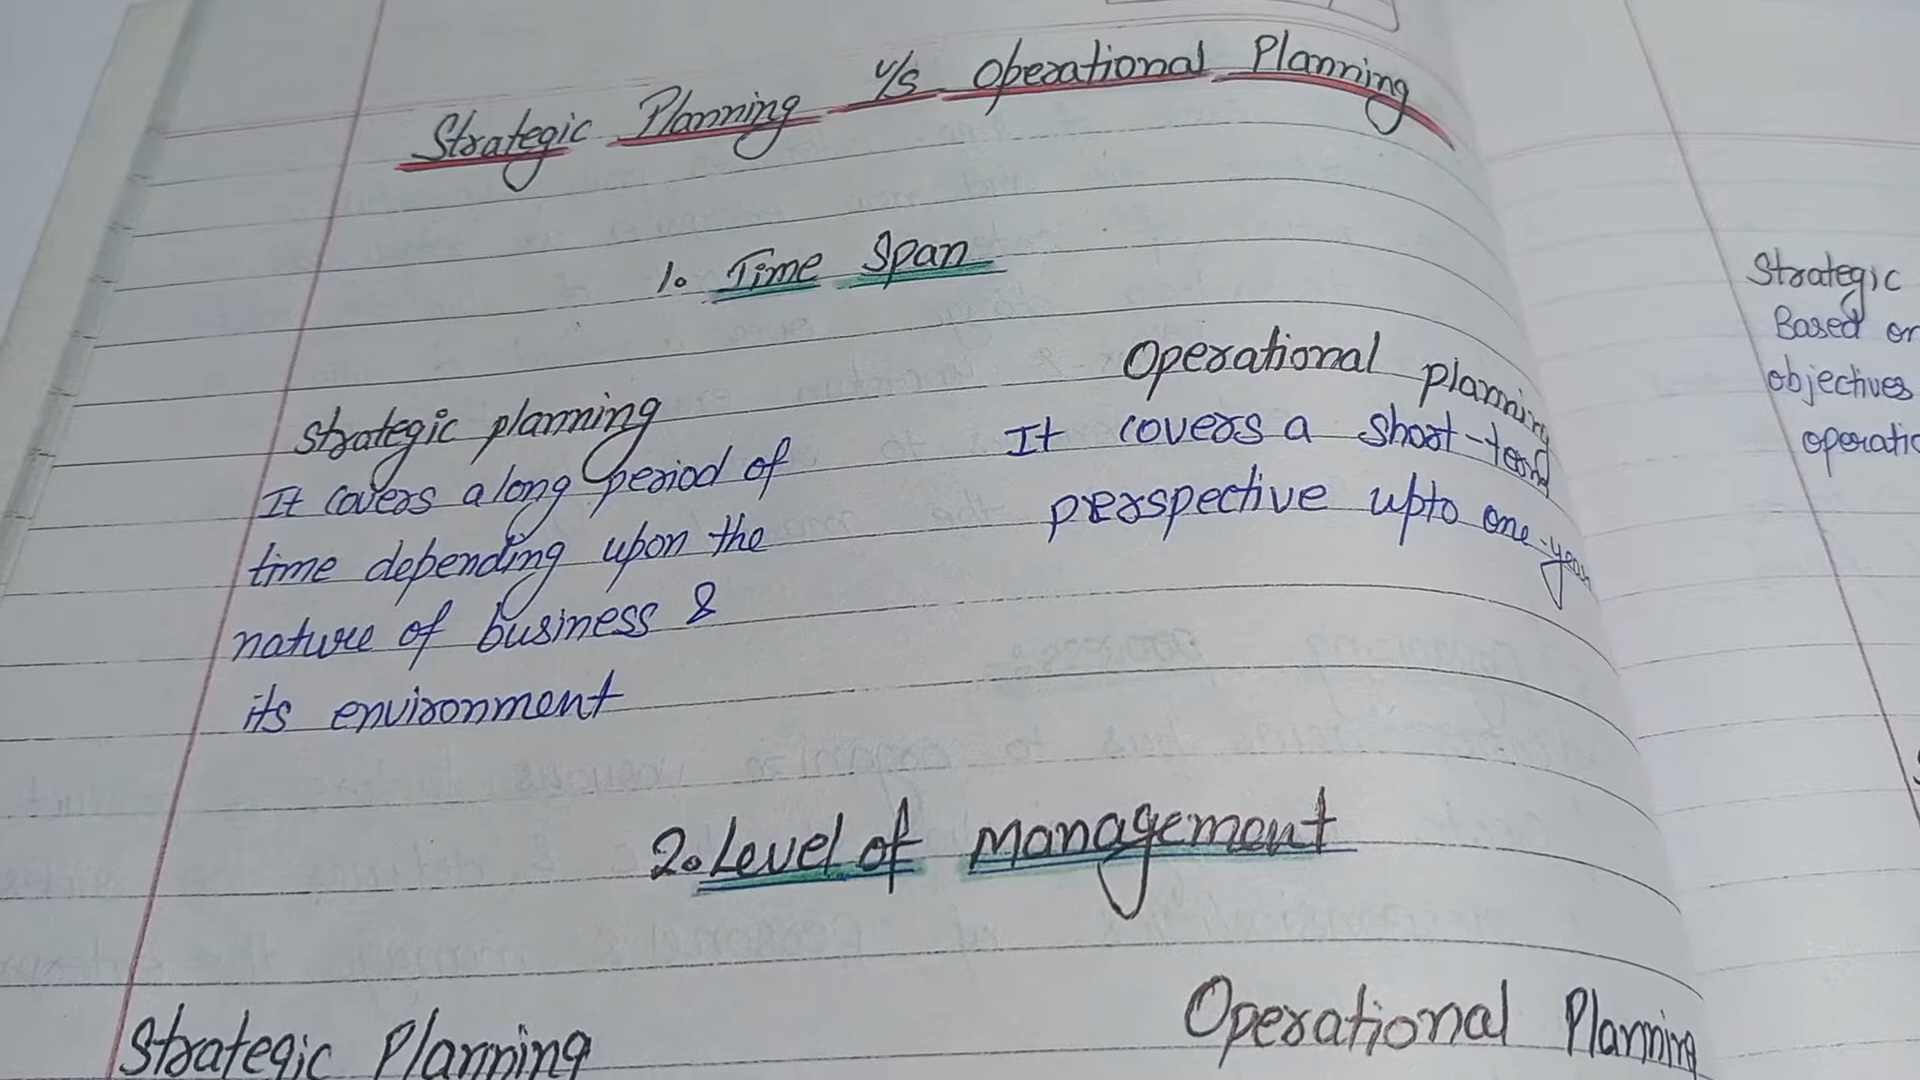 Strategic Planning v/s Operational Planning
1. Time Span
Strategic planning
It covers a long period of
time depending upon the
nature of business &
its environment
Operational planning
It covers a short-term
perspective upto one-year
2. Level of Management
Strategic Planning
Operational Planning
Strategic
Based on
objectives